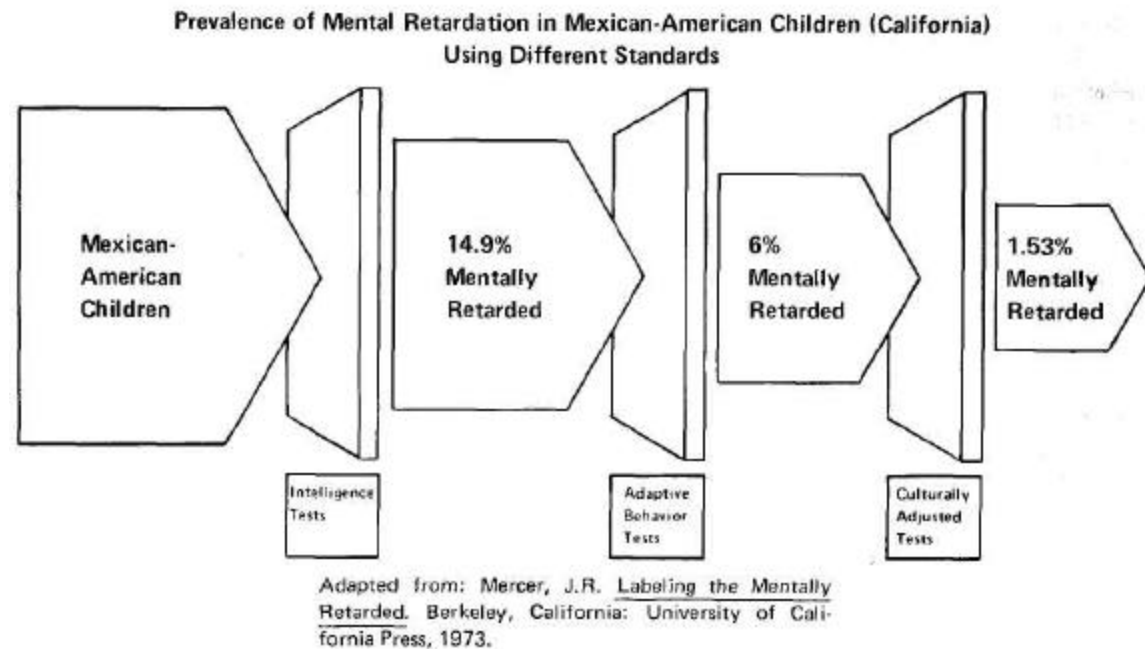 Prevalence of Mental Retardation in Mexican-American Children (California)
Using Different Standards
Mexican-
American
Children
14.9%
Mentally
Retarded
6%
Mentally
Retarded
1.53%
Mentally
Retarded
Intelligence
Tests
Adaptive
Behavior
Tests
Culturally
Adjusted
Tests
Adapted from: Mercer, J.R. Labeling the Mentally
Retarded. Berkeley, California: University of Cali-
fornia Press, 1973.